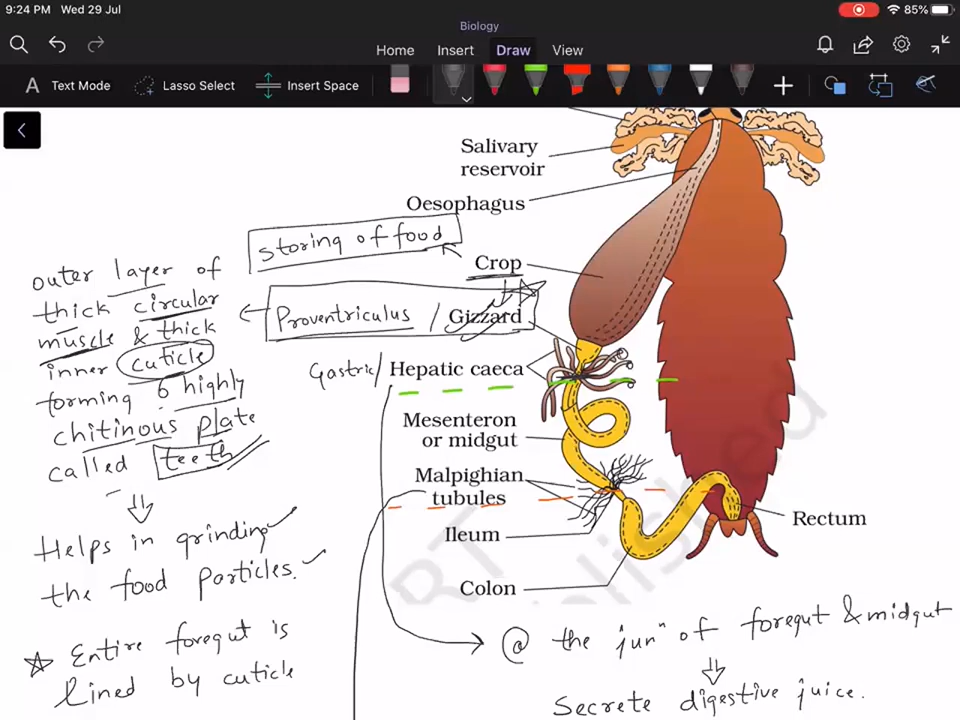 9:24 PM Wed 29 Jul
85%
Biology
Home Insert Draw View
Text Mode
Lasso Select
Insert Space
Salivary
reservoir
Oesophagus
storing of food
Crop
Proventriculus / Gizzard
outer layer of
thick circular
muscle & thick
inner cuticle
forming 6 highly
chitinous plate
called teeth
Gastric/ Hepatic caeca
Mesenteron
or midgut
Malpighian
tubules
Ileum
Rectum
Colon
Helps in grinding
the food particles.
Entire foregut is
lined by cuticle
@ the junⁿ of foregut & midgut
Secrete digestive juice.